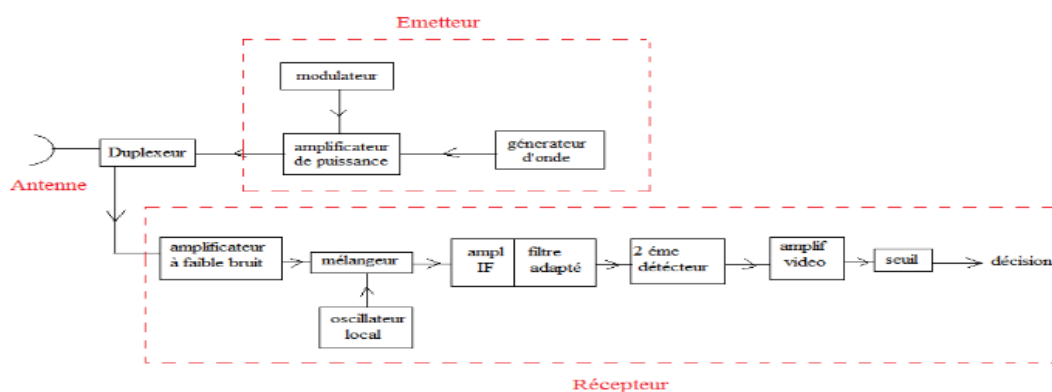 Emetteur
modulateur
Duplexeur
amplificateur
de puissance
génerateur
d'onde
Antenne
amplificateur
à faible bruit
mélangeur
ampl
IF
filtre
adapté
2 éme
détécteur
amplif
video
seuil
décision
oscillateur
local
Récepteur